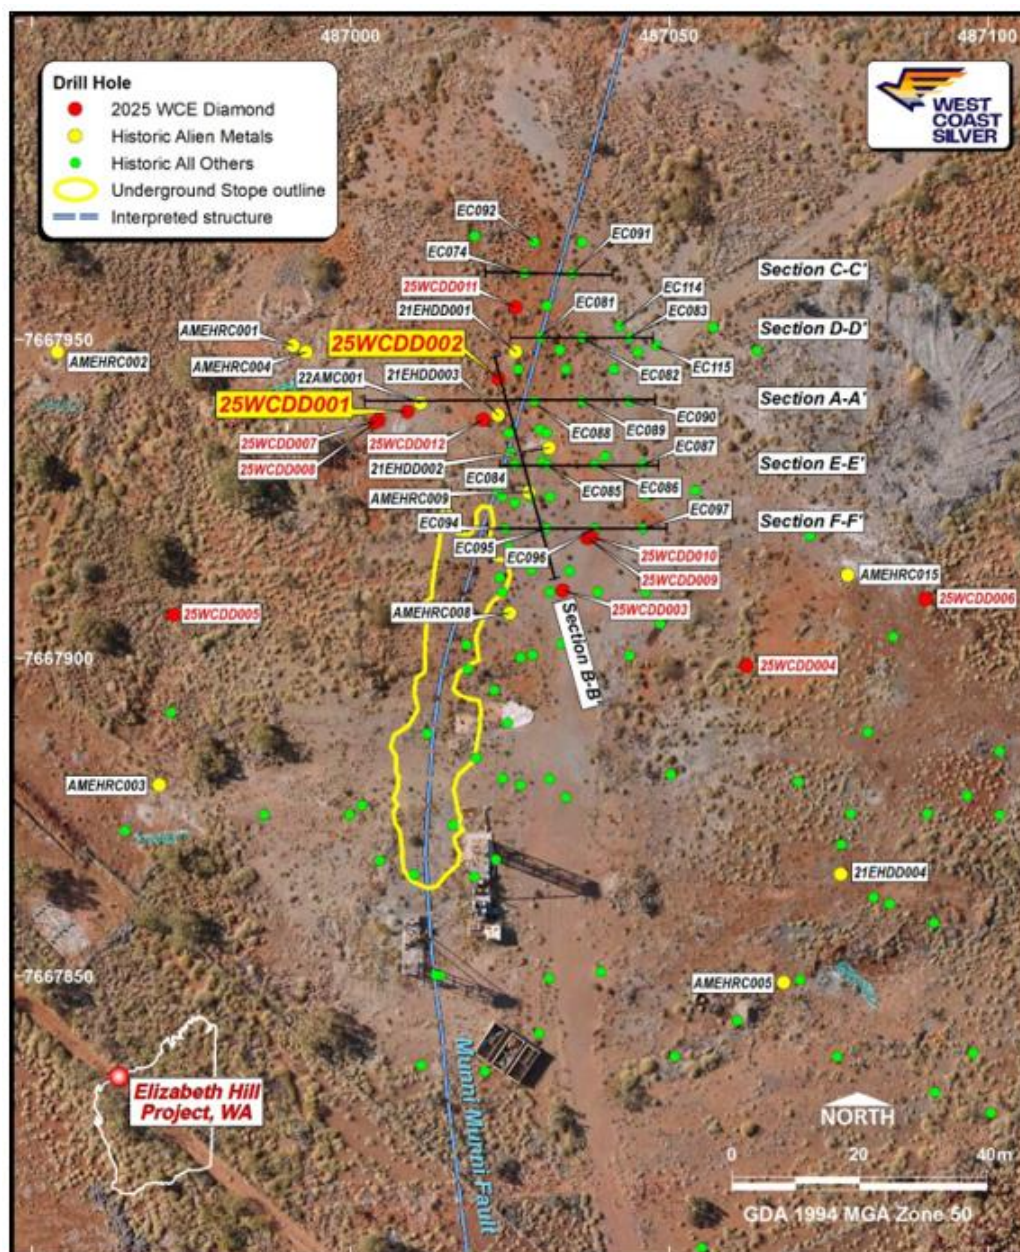 487000
487050
487100
Drill Hole
2025 WCE Diamond
Historic Alien Metals
Historic All Others
Underground Stope outline
Interpreted structure
WEST
COAST
SILVER
EC092
EC091
EC074
Section C-C'
25WCDD011
EC081
EC114
21EHDD001
EC083
Section D-D'
AMEHRC001
7667950
25WCDD002
AMEHRC002
AMEHRC004
21EHDD003
EC082
EC115
22AMC001
Section A-A'
25WCDD001
EC090
EC088
EC089
25WCDD007
25WCDD012
EC087
25WCDD008
21EHDD002
Section E-E'
EC084
EC085
EC086
AMEHRC009
EC097
EC094
Section F-F'
EC095
EC096
25WCDD010
25WCDD009
AMEHRC015
25WCDD006
AMEHRC008
25WCDD003
25WCDD005
Section B-B'
7667900
25WCDD004
AMEHRC003
21EHDD004
7667850
AMEHRC005
Munni Munni Fault
Elizabeth Hill
Project, WA
NORTH
0 20 40m
GDA 1994 MGA Zone 50